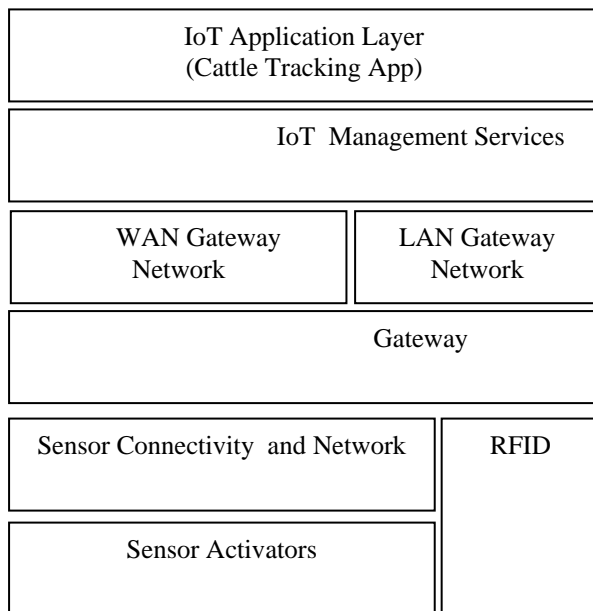 IoT Application Layer
(Cattle Tracking App)
IoT Management Services
WAN Gateway
Network
LAN Gateway
Network
Gateway
Sensor Connectivity and Network
RFID
Sensor Activators